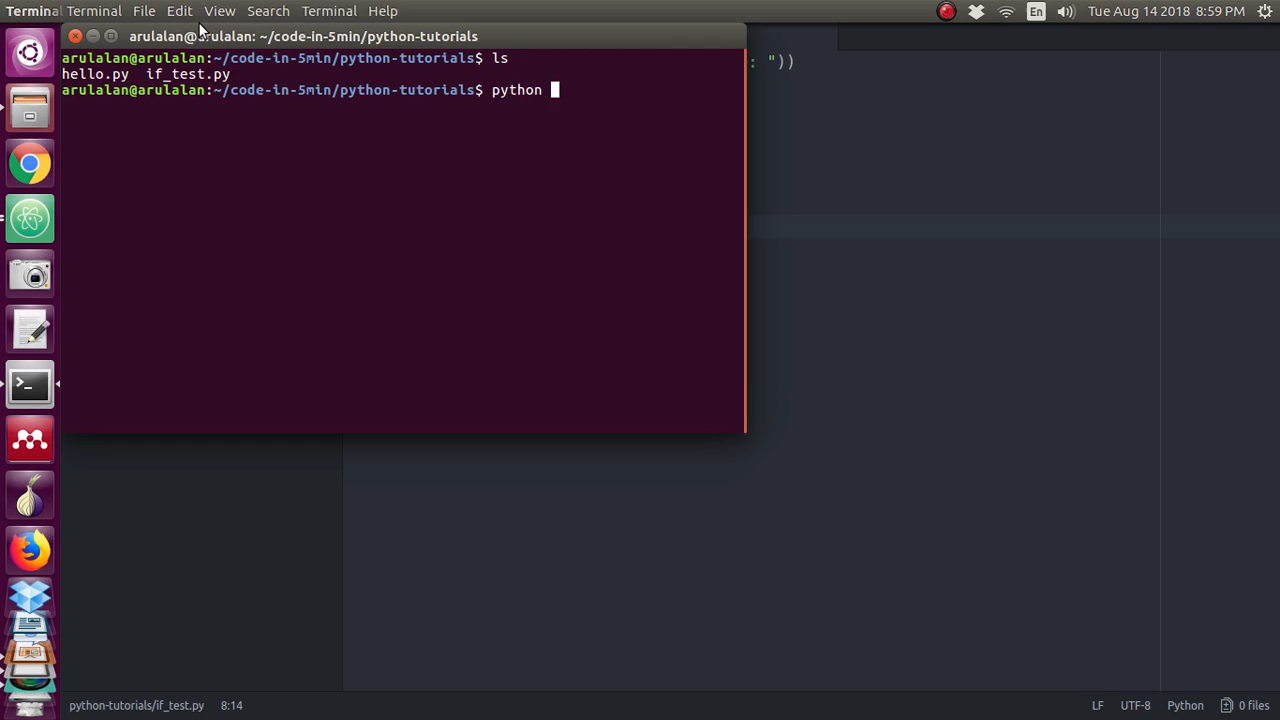 Terminal Terminal File Edit View Search Terminal Help En Tue Aug 14 2018 8:59 PM
arulalan@arulalan: ~/code-in-5min/python-tutorials
arulalan@arulalan:~/code-in-5min/python-tutorials$ ls
: "))
hello.py if_test.py
arulalan@arulalan:~/code-in-5min/python-tutorials$ python
python-tutorials/if_test.py 8:14 LF UTF-8 Python 0 files